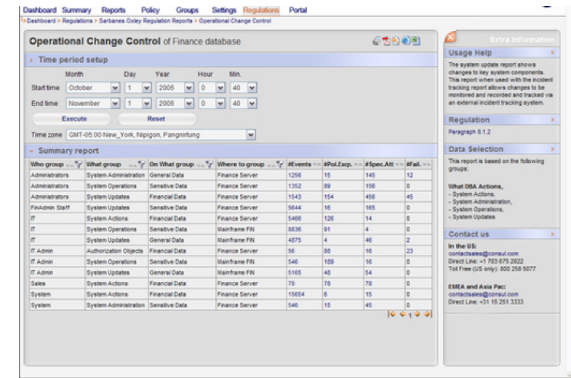 Dashboard Summary Reports Policy Groups Settings Regulations Portal
Dashboard > Regulations > Sarbanes Oxley Regulation Reports > Operational Change Control
Operational Change Control of Finance database
Time period setup
Month Day Year Hour Min.
Start time October 1 2006 0 40
End time November 1 2006 0 40
Execute Reset
Time zone GMT-05:00 New_York, Nipigon, Pangnirtung
Summary report
Who group What group On What group Where to group #Events #Pol.Exp. #Spec.Att #Fail.
Administrators System Administration General Data Finance Server 1256 15 145 12
Administrators System Operations Sensitive Data Finance Server 1352 89 156 0
Administrators System Updates Financial Data Finance Server 1543 154 458 45
FinAdmin Staff System Updates Sensitive Data Finance Server 5644 16 165 0
IT System Actions Financial Data Finance Server 5466 126 14 0
IT System Operations Sensitive Data Mainframe FIN 8836 91 4 0
IT System Updates General Data Mainframe FIN 4875 4 46 2
IT Admin Authorization Objects Financial Data Finance Server 56 88 16 23
IT Admin System Operations Sensitive Data Mainframe FIN 546 189 16 0
IT Admin System Updates General Data Mainframe FIN 5165 48 54 0
Sales System Actions Financial Data Finance Server 78 78 78 0
System System Actions General Data Finance Server 15654 6 15 0
System System Administration Sensitive Data Finance Server 546 15 45 0
1
Extra Information
Usage Help
The system update report shows
changes to key system components.
This report when used with the incident
tracking report allows changes to be
monitored and recorded and tracked via
an external incident tracking system.
Regulation
Paragraph 8.1.2
Data Selection
This report is based on the following
groups:
What DBA Actions,
- System Actions,
- System Administration,
- System Operations,
- System Updates
Contact us
In the US:
contactsales@consul.com
Direct Line: +1 703 675 2022
Toll Free (US only): 800 258 5077
EMEA and Asia Pac:
contactsales@consul.com
Direct Line: +31 15 251 3333